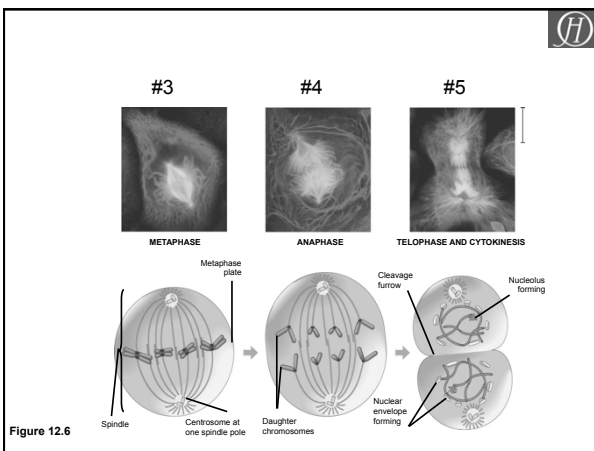 H
#3
#4
#5
METAPHASE
ANAPHASE
TELOPHASE AND CYTOKINESIS
Metaphase
plate
Cleavage
furrow
Nucleolus
forming
Spindle
Centrosome at
one spindle pole
Daughter
chromosomes
Nuclear
envelope
forming
Figure 12.6